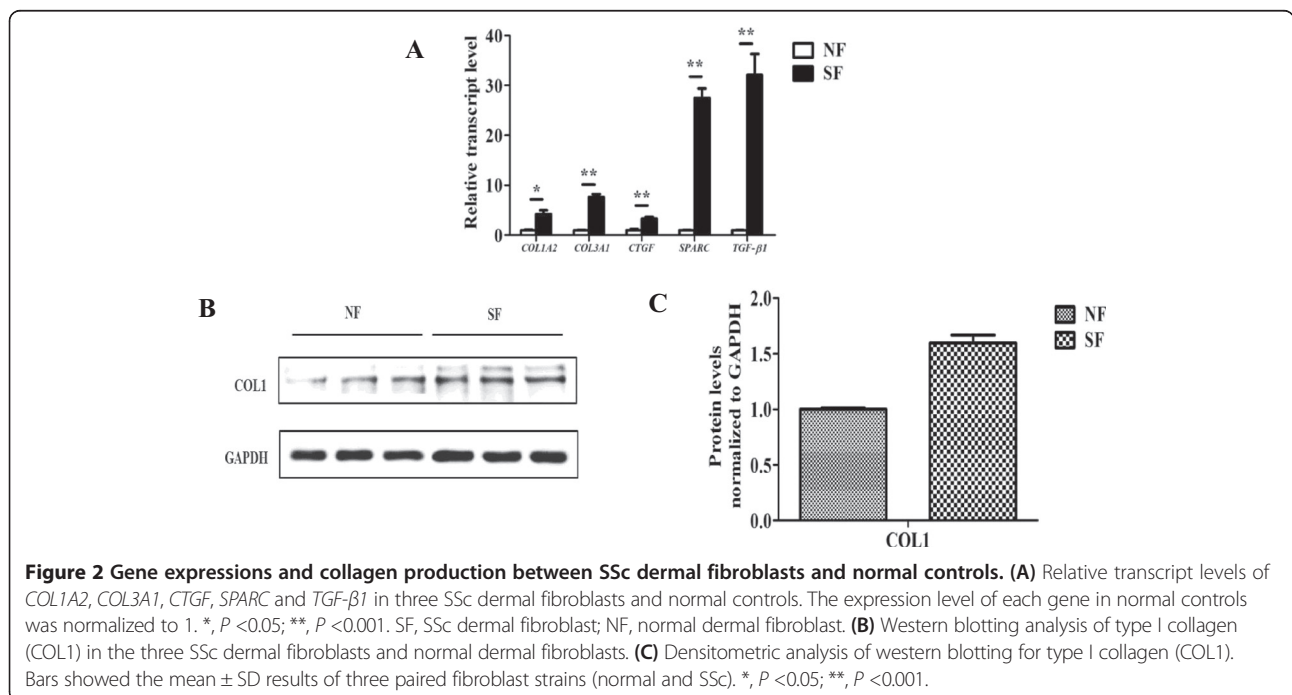 A
Relative transcript level
40
30
20
10
0
* ** ** ** **
COL1A2 COL3A1 CTGF SPARC TGF-β1
NF
SF
B
NF SF
COL1
GAPDH
C
Protein levels
normalized to GAPDH
2.0
1.5
1.0
0.5
0.0
COL1
NF
SF
Figure 2 Gene expressions and collagen production between SSc dermal fibroblasts and normal controls. (A) Relative transcript levels of
COL1A2, COL3A1, CTGF, SPARC and TGF-β1 in three SSc dermal fibroblasts and normal controls. The expression level of each gene in normal controls
was normalized to 1. *, P <0.05; **, P <0.001. SF, SSc dermal fibroblast; NF, normal dermal fibroblast. (B) Western blotting analysis of type I collagen
(COL1) in the three SSc dermal fibroblasts and normal dermal fibroblasts. (C) Densitometric analysis of western blotting for type I collagen (COL1).
Bars showed the mean ± SD results of three paired fibroblast strains (normal and SSc). *, P <0.05; **, P <0.001.